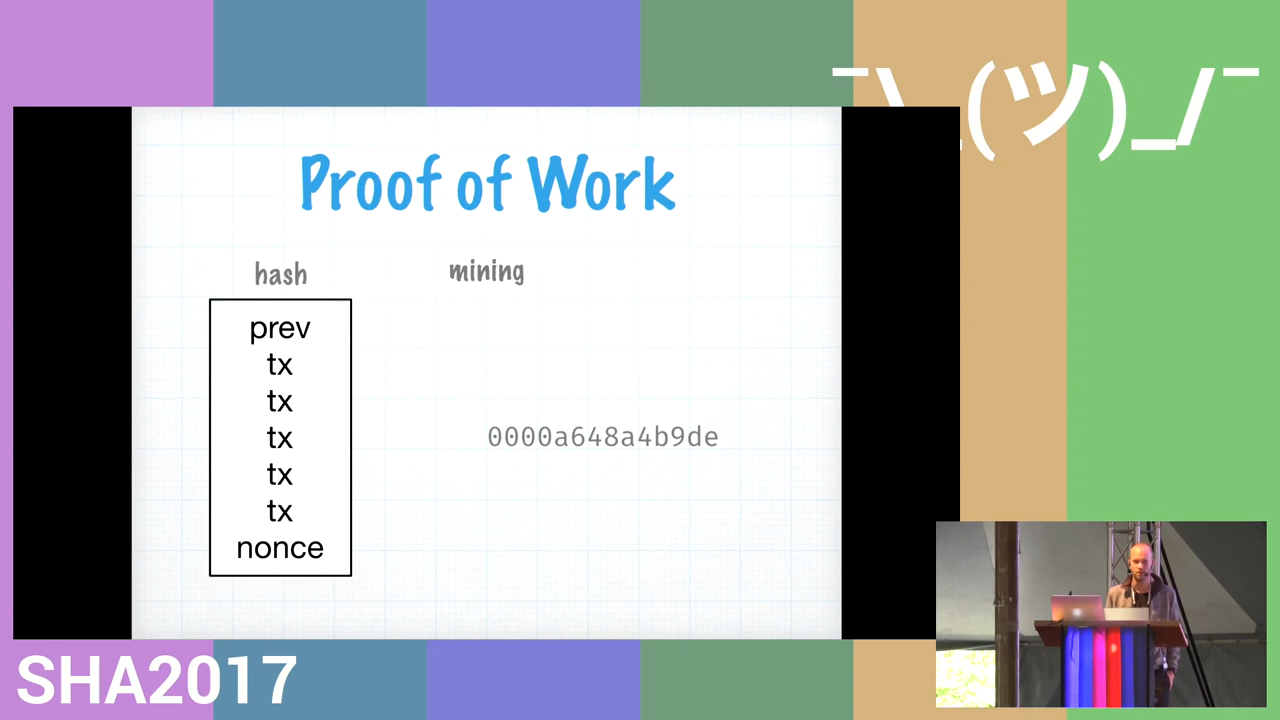 ¯\_(ツ)_/¯
Proof of Work
hash
mining
prev
tx
tx
tx
tx
tx
nonce
0000a648a4b9de
SHA2017